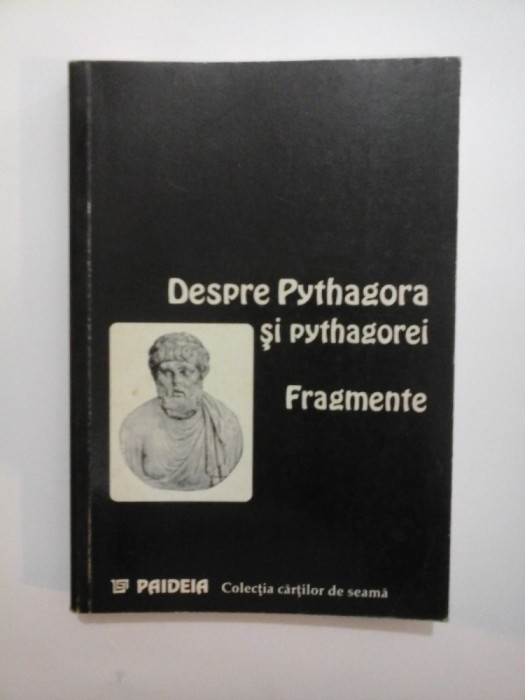 Despre Pythagora
şi pythagorei
Fragmente
PAIDEIA Colecţia cărţilor de seamă